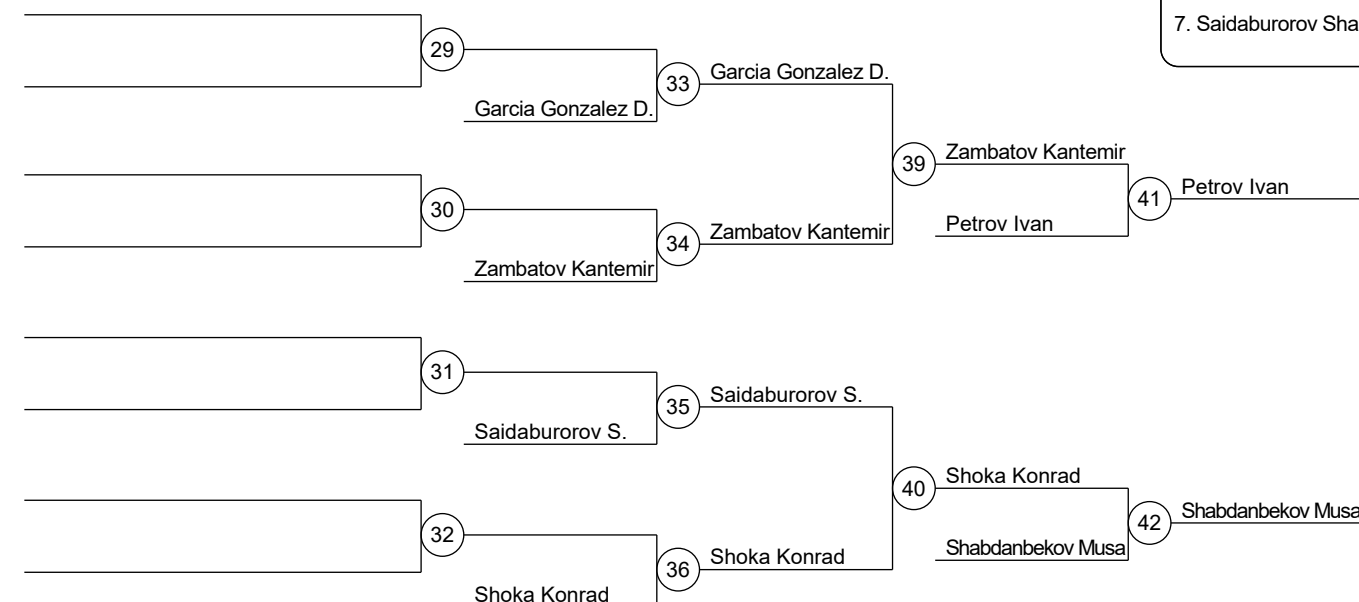 7. Saidaburorov Sha
29
33
Garcia Gonzalez D.
Garcia Gonzalez D.
39
Zambatov Kantemir
41
Petrov Ivan
30
34
Zambatov Kantemir
Petrov Ivan
Zambatov Kantemir
31
35
Saidaburorov S.
Saidaburorov S.
40
Shoka Konrad
42
Shabdanbekov Musa
32
36
Shoka Konrad
Shabdanbekov Musa
Shoka Konrad